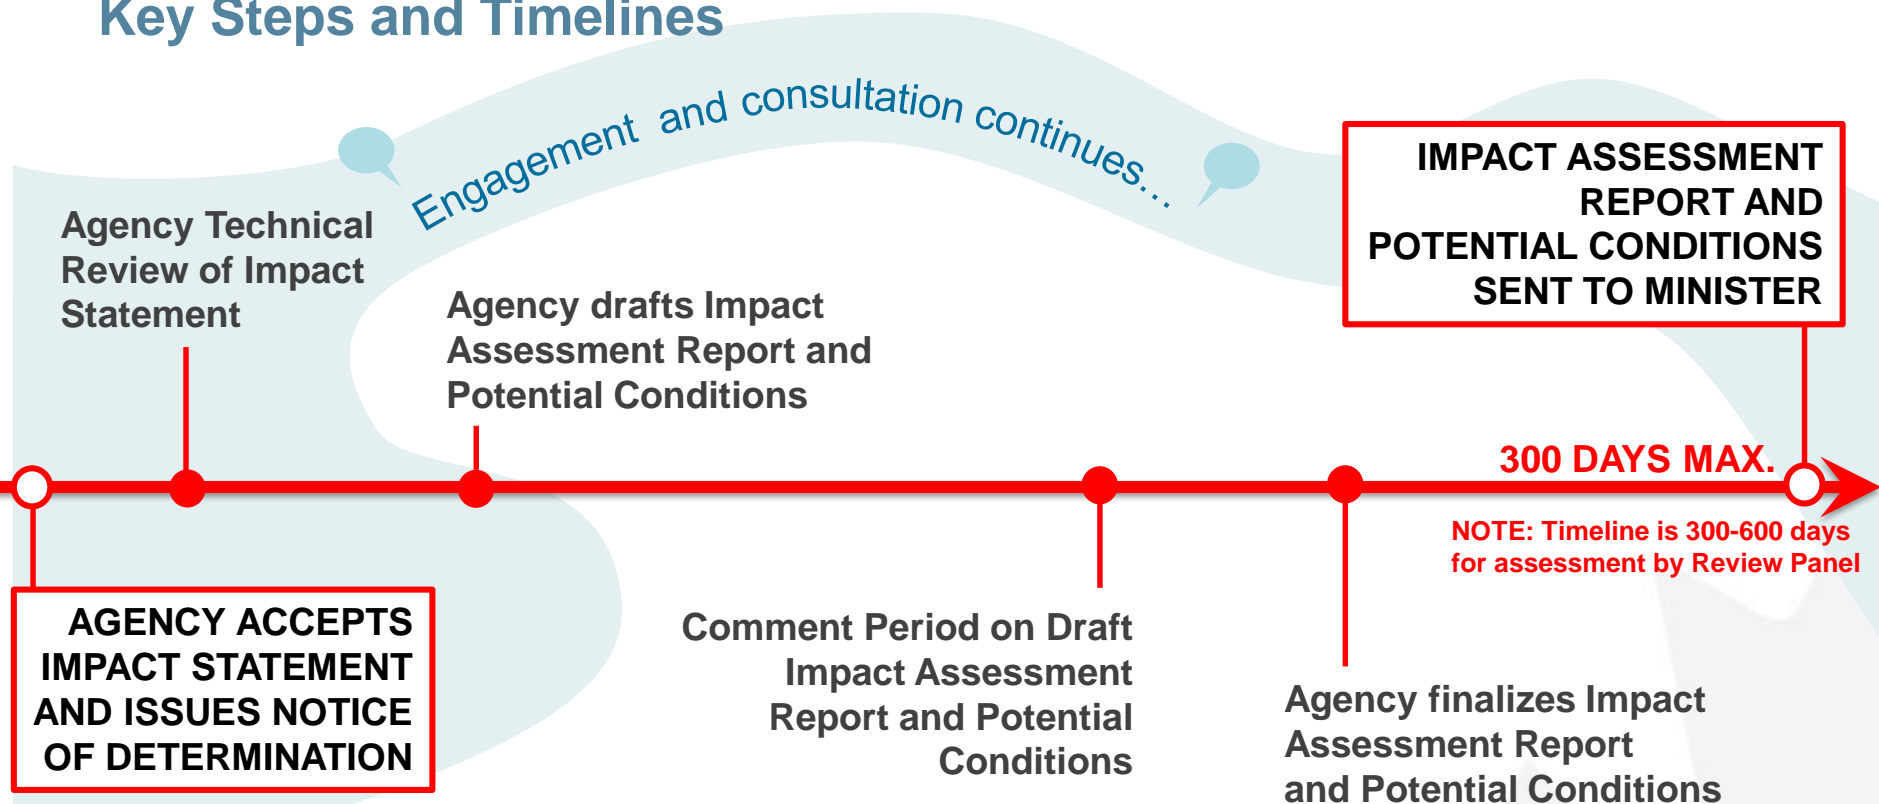 Key Steps and Timelines
Engagement and consultation continues...
Agency Technical
Review of Impact
Statement
Agency drafts Impact
Assessment Report and
Potential Conditions
IMPACT ASSESSMENT
REPORT AND
POTENTIAL CONDITIONS
SENT TO MINISTER
300 DAYS MAX.
NOTE: Timeline is 300-600 days
for assessment by Review Panel
AGENCY ACCEPTS
IMPACT STATEMENT
AND ISSUES NOTICE
OF DETERMINATION
Comment Period on Draft
Impact Assessment
Report and Potential
Conditions
Agency finalizes Impact
Assessment Report
and Potential Conditions